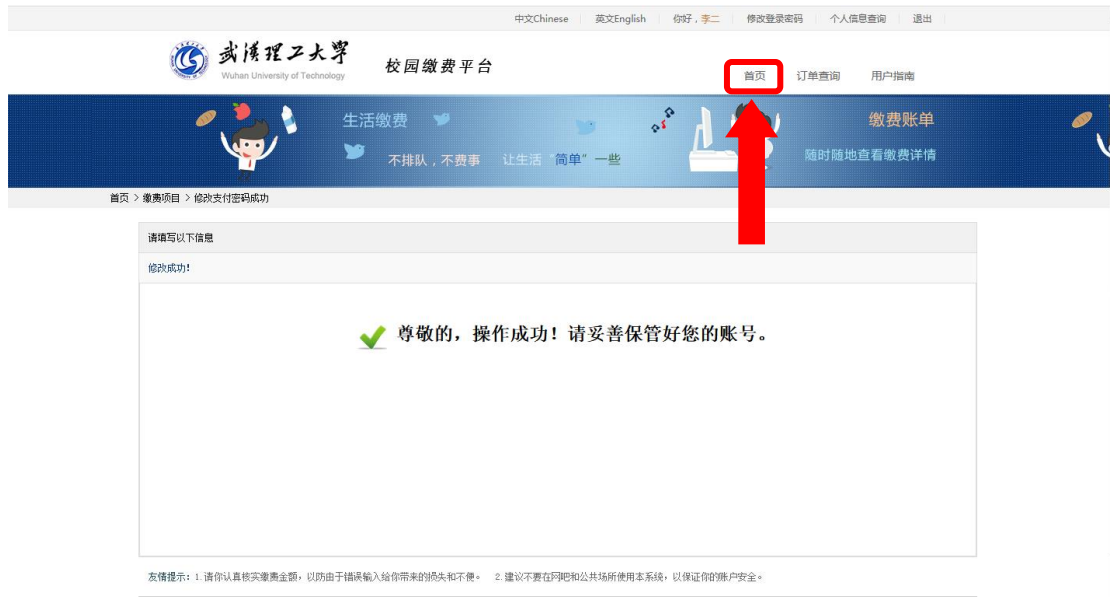 中文Chinese 英文English 你好，李二 修改登录密码 个人信息查询 退出
武汉理工大学
Wuhan University of Technology
校园缴费平台
首页 订单查询 用户指南
生活缴费
不排队，不费事 让生活“简单”一些
缴费账单
随时随地查看缴费详情
首页 > 缴费项目 > 修改支付密码成功
请填写以下信息
修改成功!
尊敬的，操作成功！请妥善保管好您的账号。
友情提示：1.请你认真核实缴费金额，以防由于错误输入给你带来的损失和不便。 2.建议不要在网吧和公共场所使用本系统，以保证你的账户安全。